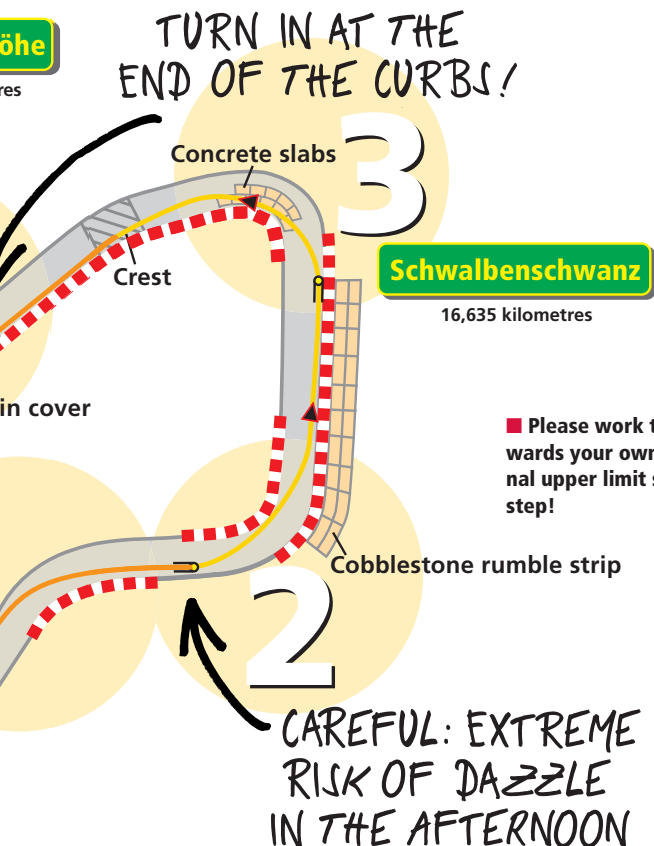 TURN IN AT THE
END OF THE CURBS!
öhe
res
3
Concrete slabs
Crest
Schwalbenschwanz
16,635 kilometres
in cover
Please work t
wards your own
nal upper limit s
step!
Cobblestone rumble strip
2
CAREFUL: EXTREME
RISK OF DAZZLE
IN THE AFTERNOON